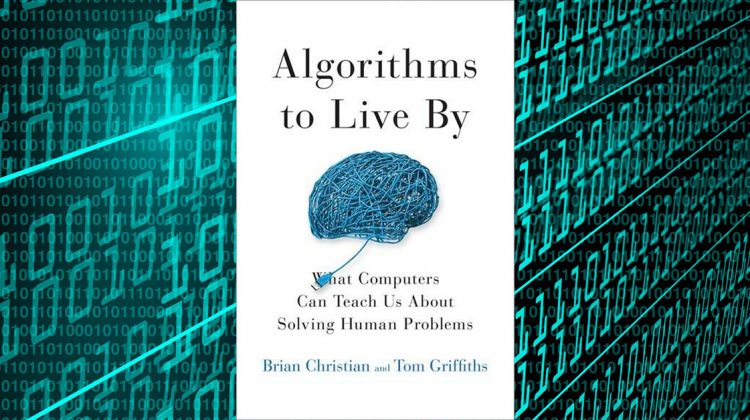 Algorithms
to Live By
What Computers
Can Teach Us About
Solving Human Problems
Brian Christian and Tom Griffiths